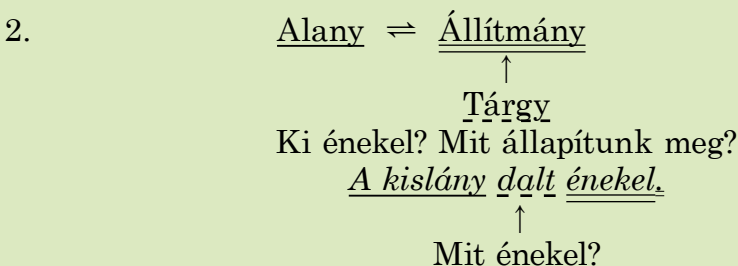 2. Alany ⇌ Állítmány
↑
Tárgy
Ki énekel? Mit állapítunk meg?
A kislány dalt énekel.
↑
Mit énekel?